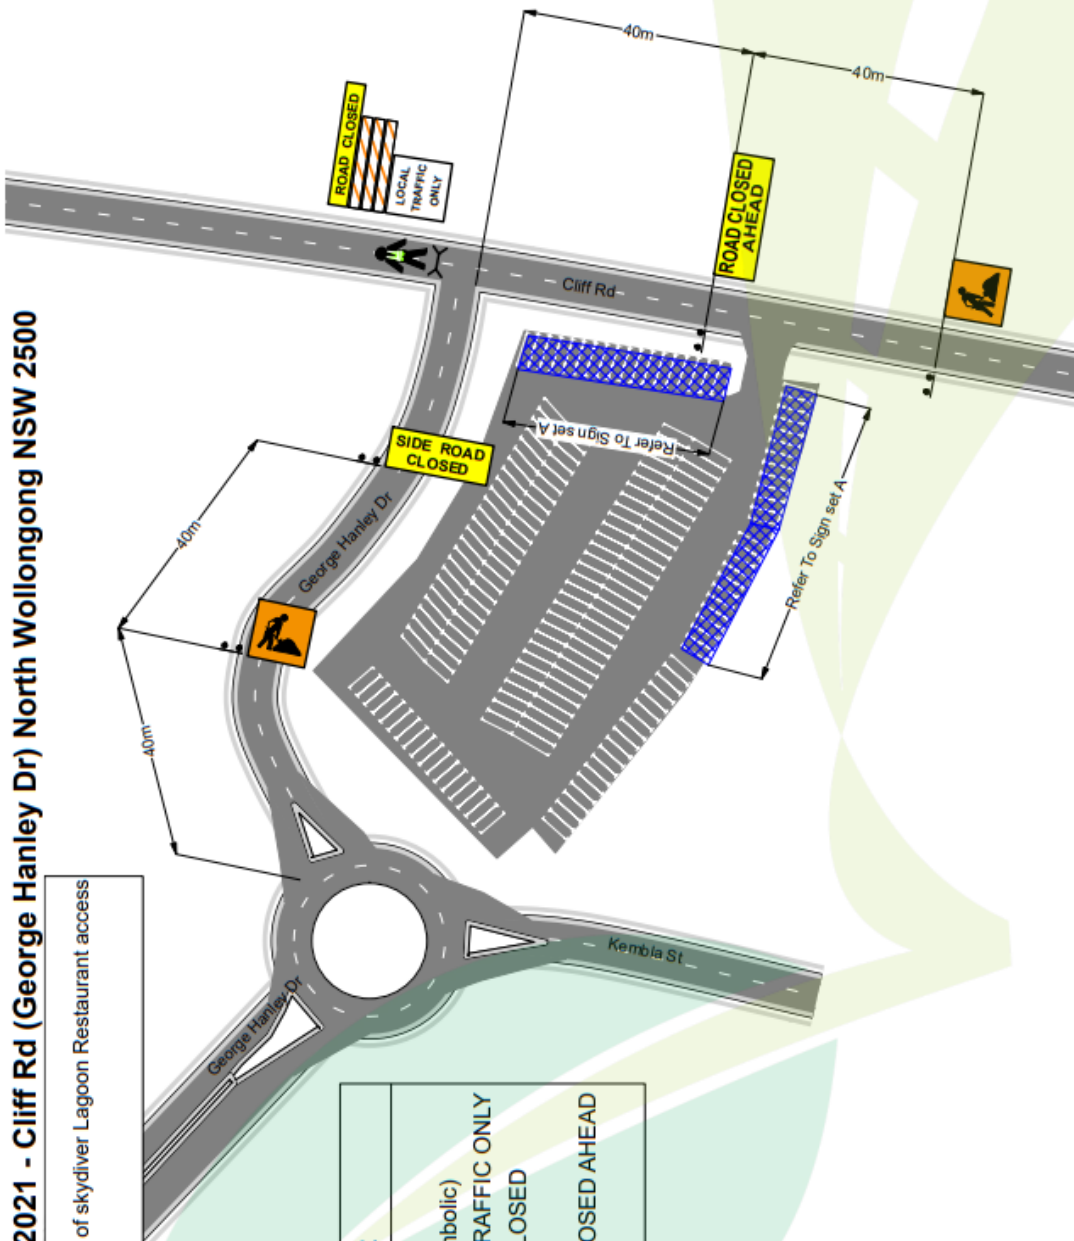 2021 - Cliff Rd (George Hanley Dr) North Wollongong NSW 2500
of skydiver Lagoon Restaurant access
40m
40m
ROAD CLOSED
LOCAL
TRAFFIC
ONLY
ROAD CLOSED
AHEAD
Cliff Rd
SIDE ROAD
CLOSED
Refer To Sign set A
Refer To Sign set A
George Hanley Dr
40m
40m
George Hanley Dr
Kembla St
nbolic)
RAFFIC ONLY
LOSED
OSED AHEAD